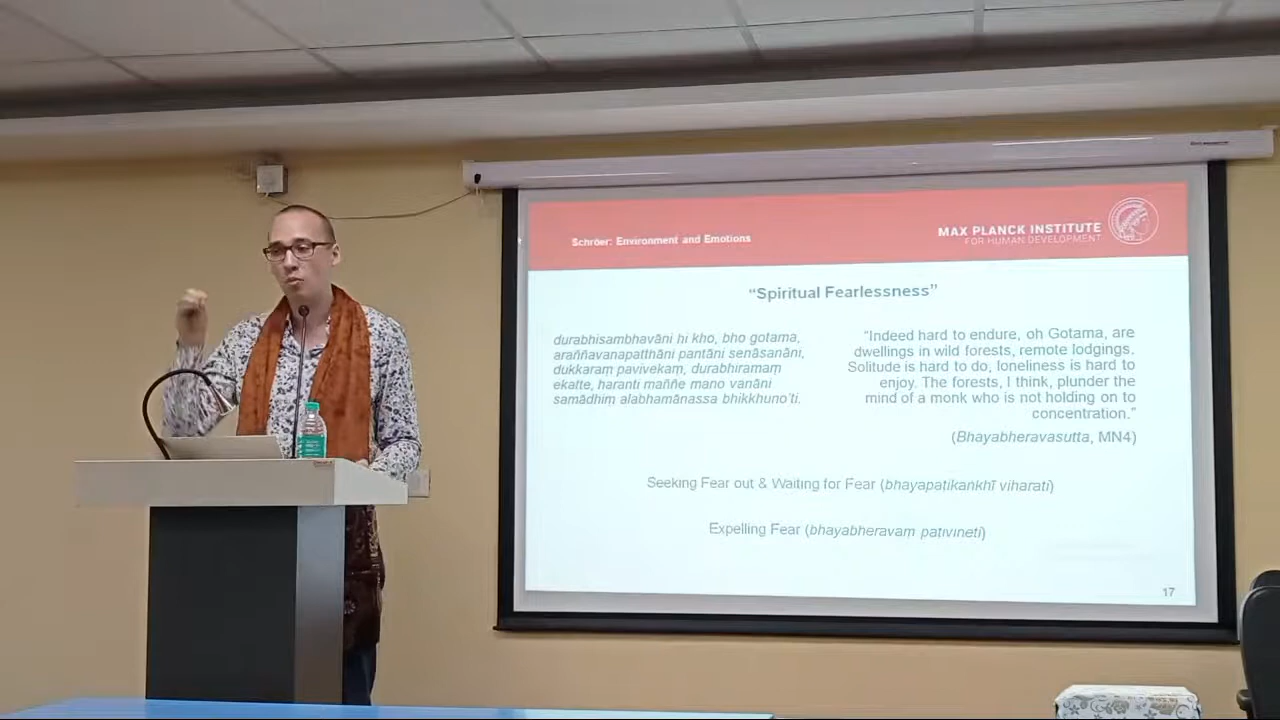 Schröer: Environment and Emotions
MAX PLANCK INSTITUTE
FOR HUMAN DEVELOPMENT
“Spiritual Fearlessness”
durabhisambhavāni hi kho, bho gotama,
araññavanapatthāni pantāni senāsanāni,
dukkaraṃ pavivekaṃ, durabhiramaṃ
ekatte, haranti maññe mano vanāni
samādhiṃ alabhamānassa bhikkhuno’ti.
“Indeed hard to endure, oh Gotama, are
dwellings in wild forests, remote lodgings.
Solitude is hard to do, loneliness is hard to
enjoy. The forests, I think, plunder the
mind of a monk who is not holding on to
concentration.”
(Bhayabheravasutta, MN4)
Seeking Fear out & Waiting for Fear (bhayapaṭikaṅkhī viharati)
Expelling Fear (bhayabheravaṃ paṭivineti)
17